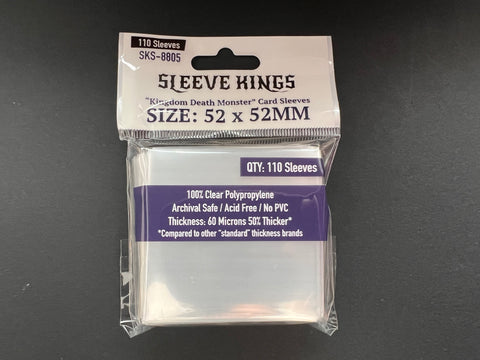 110 Sleeves
SKS-8805
SLEEVE KINGS
"Kingdom Death Monster" Card Sleeves
SIZE: 52 x 52MM
QTY: 110 Sleeves
100% Clear Polypropylene
Archival Safe / Acid Free / No PVC
Thickness: 60 Microns 50% Thicker*
*Compared to other "standard" thickness brands